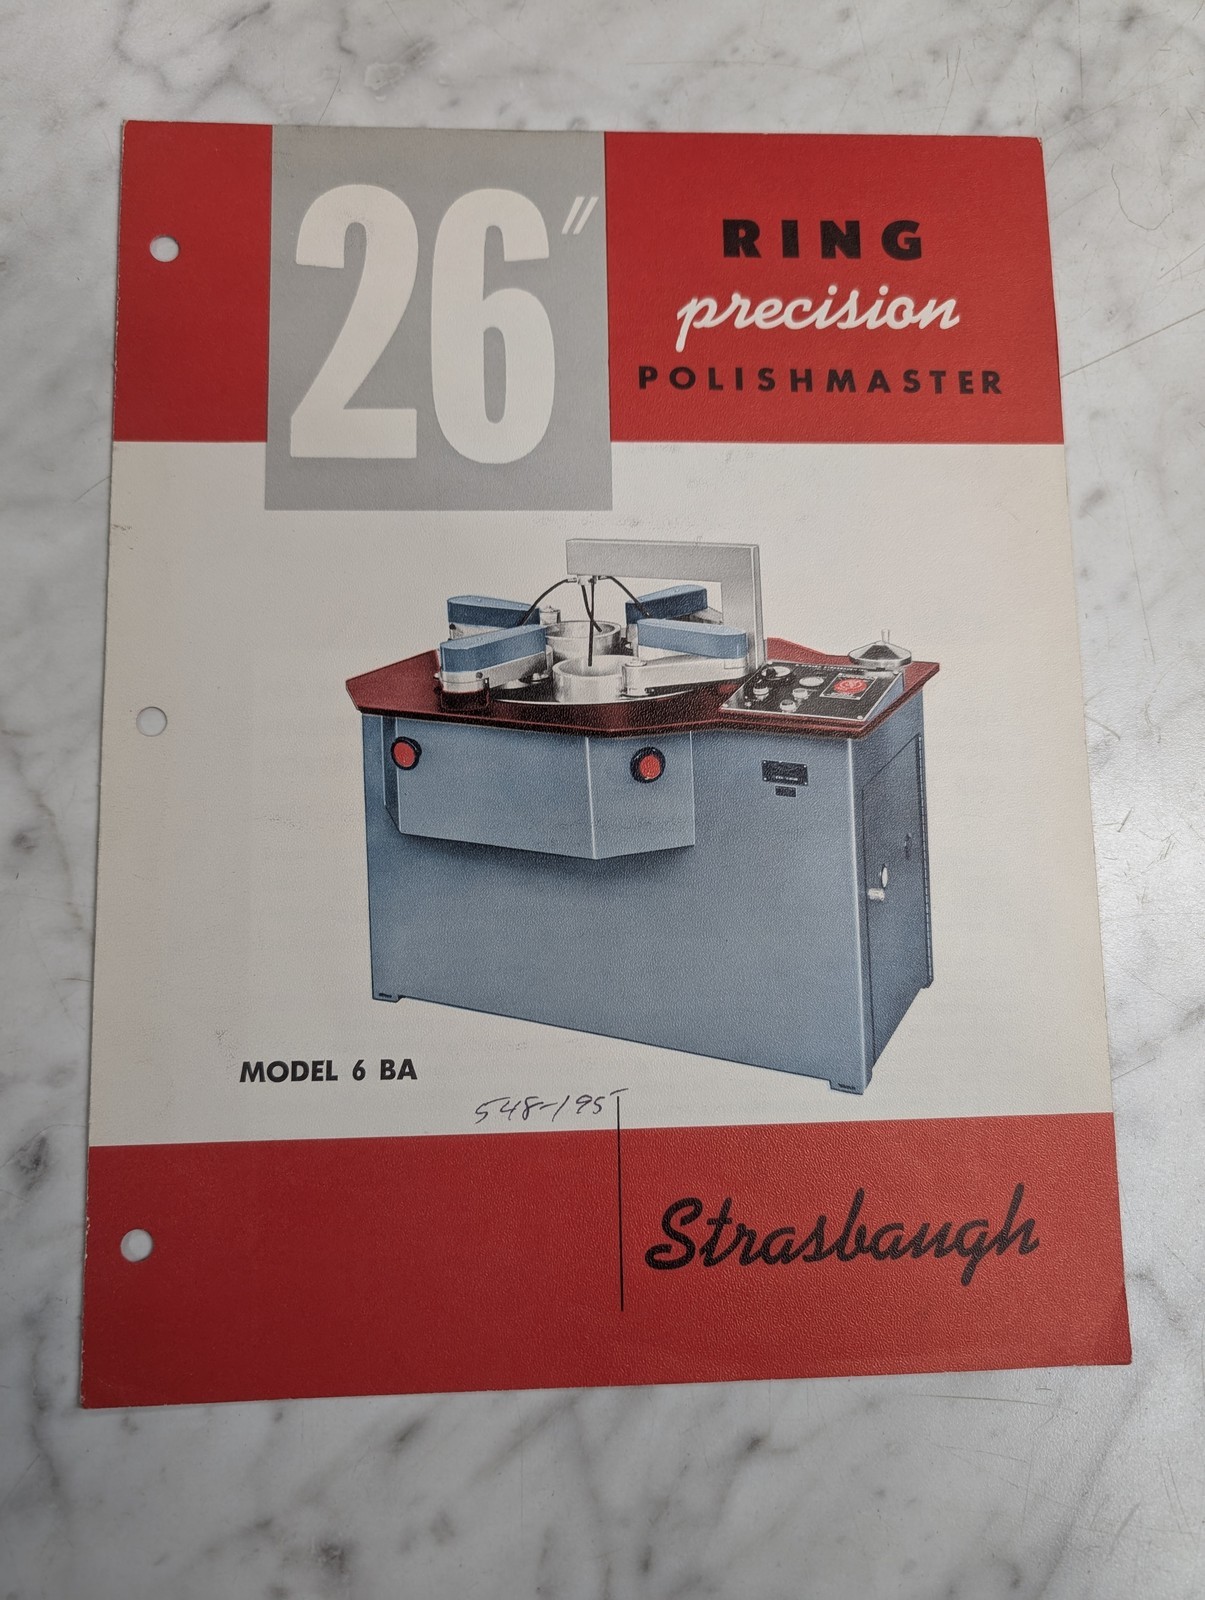 26"
RING
precision
POLISHMASTER
MODEL 6 BA
548-195
Strasbaugh